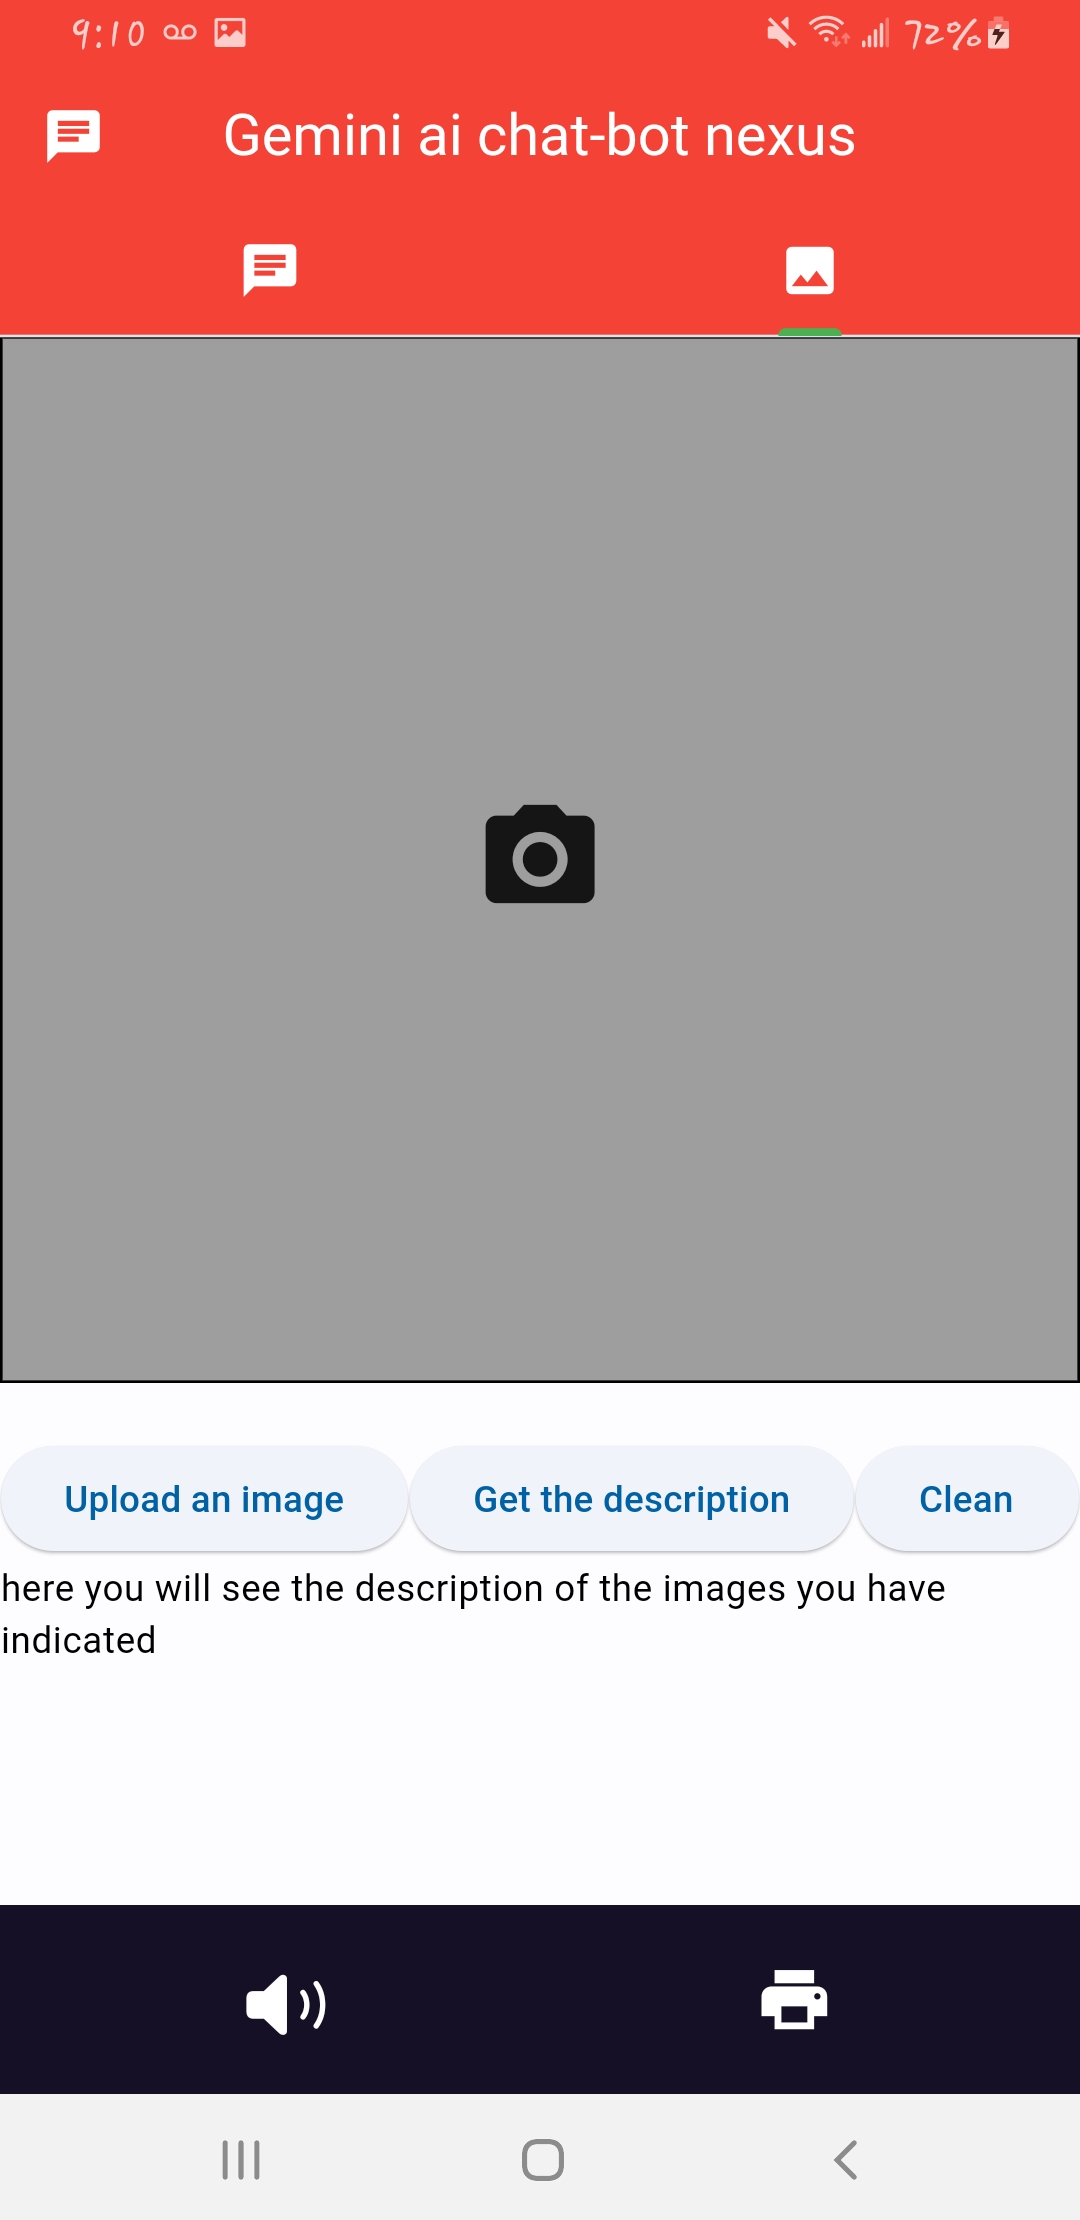 9:10 72%
Gemini ai chat-bot nexus
Upload an image Get the description Clean
here you will see the description of the images you have
indicated